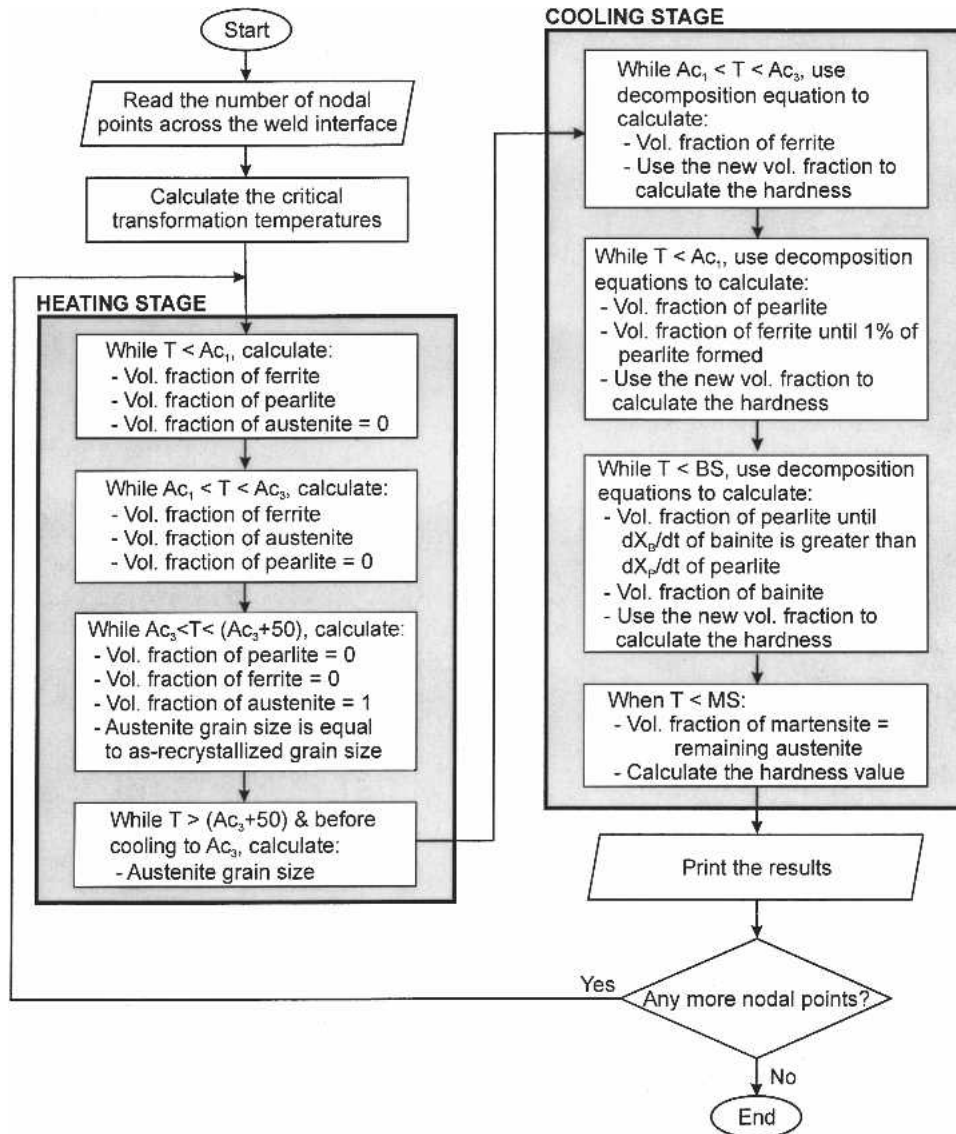 Start
Read the number of nodal
points across the weld interface
Calculate the critical
transformation temperatures
HEATING STAGE
While T < Ac₁, calculate:
- Vol. fraction of ferrite
- Vol. fraction of pearlite
- Vol. fraction of austenite = 0
While Ac₁ < T < Ac₃, calculate:
- Vol. fraction of ferrite
- Vol. fraction of austenite
- Vol. fraction of pearlite = 0
While Ac₃<T< (Ac₃+50), calculate:
- Vol. fraction of pearlite = 0
- Vol. fraction of ferrite = 0
- Vol. fraction of austenite = 1
- Austenite grain size is equal
to as-recrystallized grain size
While T > (Ac₃+50) & before
cooling to Ac₃, calculate:
- Austenite grain size
COOLING STAGE
While Ac₁ < T < Ac₃, use
decomposition equation to
calculate:
- Vol. fraction of ferrite
- Use the new vol. fraction to
calculate the hardness
While T < Ac₁, use decomposition
equations to calculate:
- Vol. fraction of pearlite
- Vol. fraction of ferrite until 1% of
pearlite formed
- Use the new vol. fraction to
calculate the hardness
While T < BS, use decomposition
equations to calculate:
- Vol. fraction of pearlite until
dX_B/dt of bainite is greater than
dX_P/dt of pearlite
- Vol. fraction of bainite
- Use the new vol. fraction to
calculate the hardness
When T < MS:
- Vol. fraction of martensite =
remaining austenite
- Calculate the hardness value
Print the results
Any more nodal points?
Yes
No
End